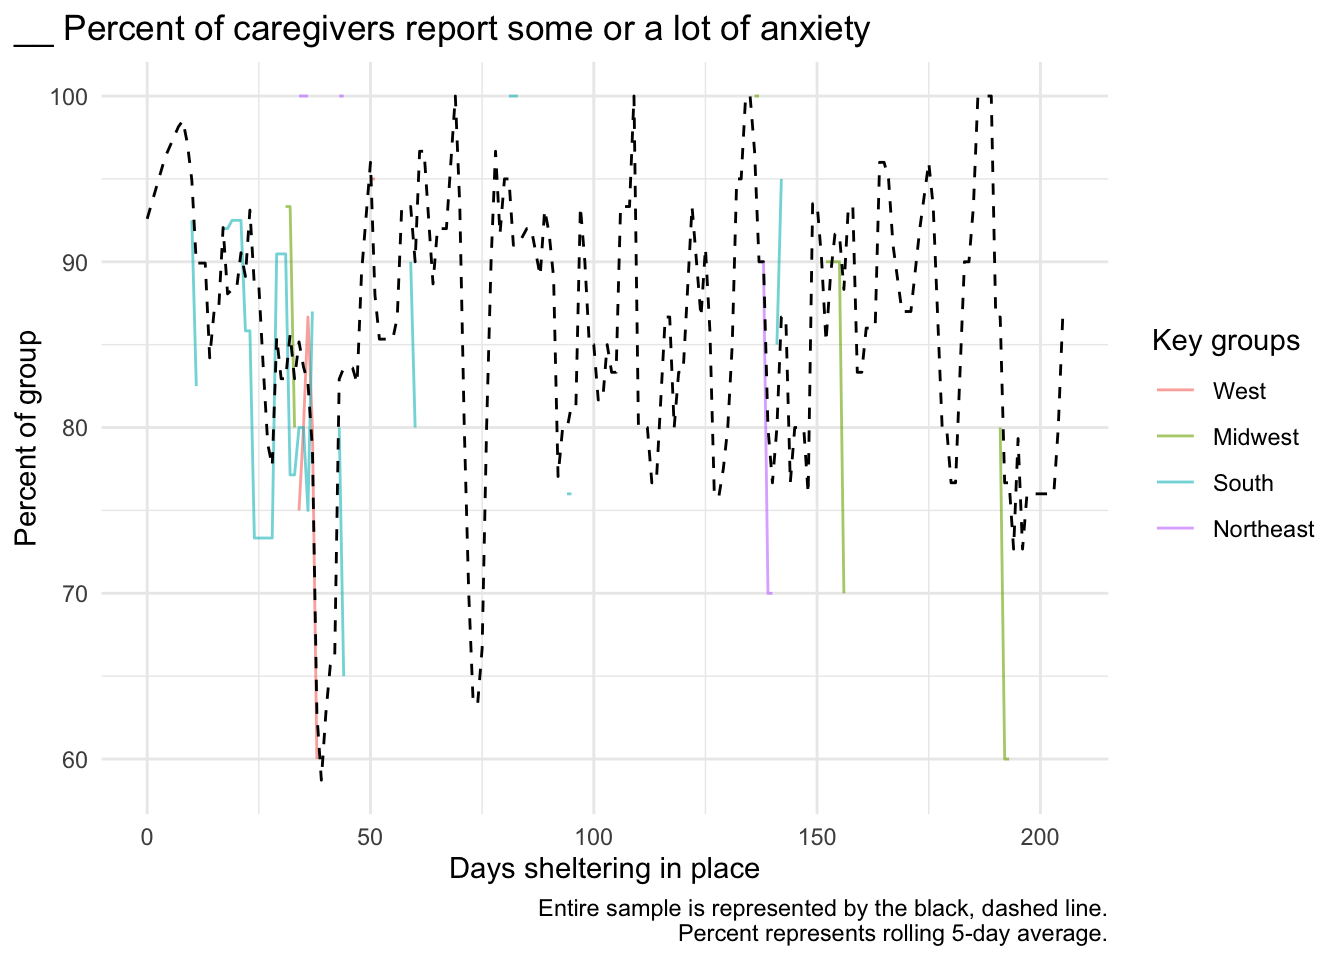 __ Percent of caregivers report some or a lot of anxiety
Percent of group
100
90
80
70
60
0
50
100
150
200
Days sheltering in place
Key groups
West
Midwest
South
Northeast
Entire sample is represented by the black, dashed line.
Percent represents rolling 5-day average.